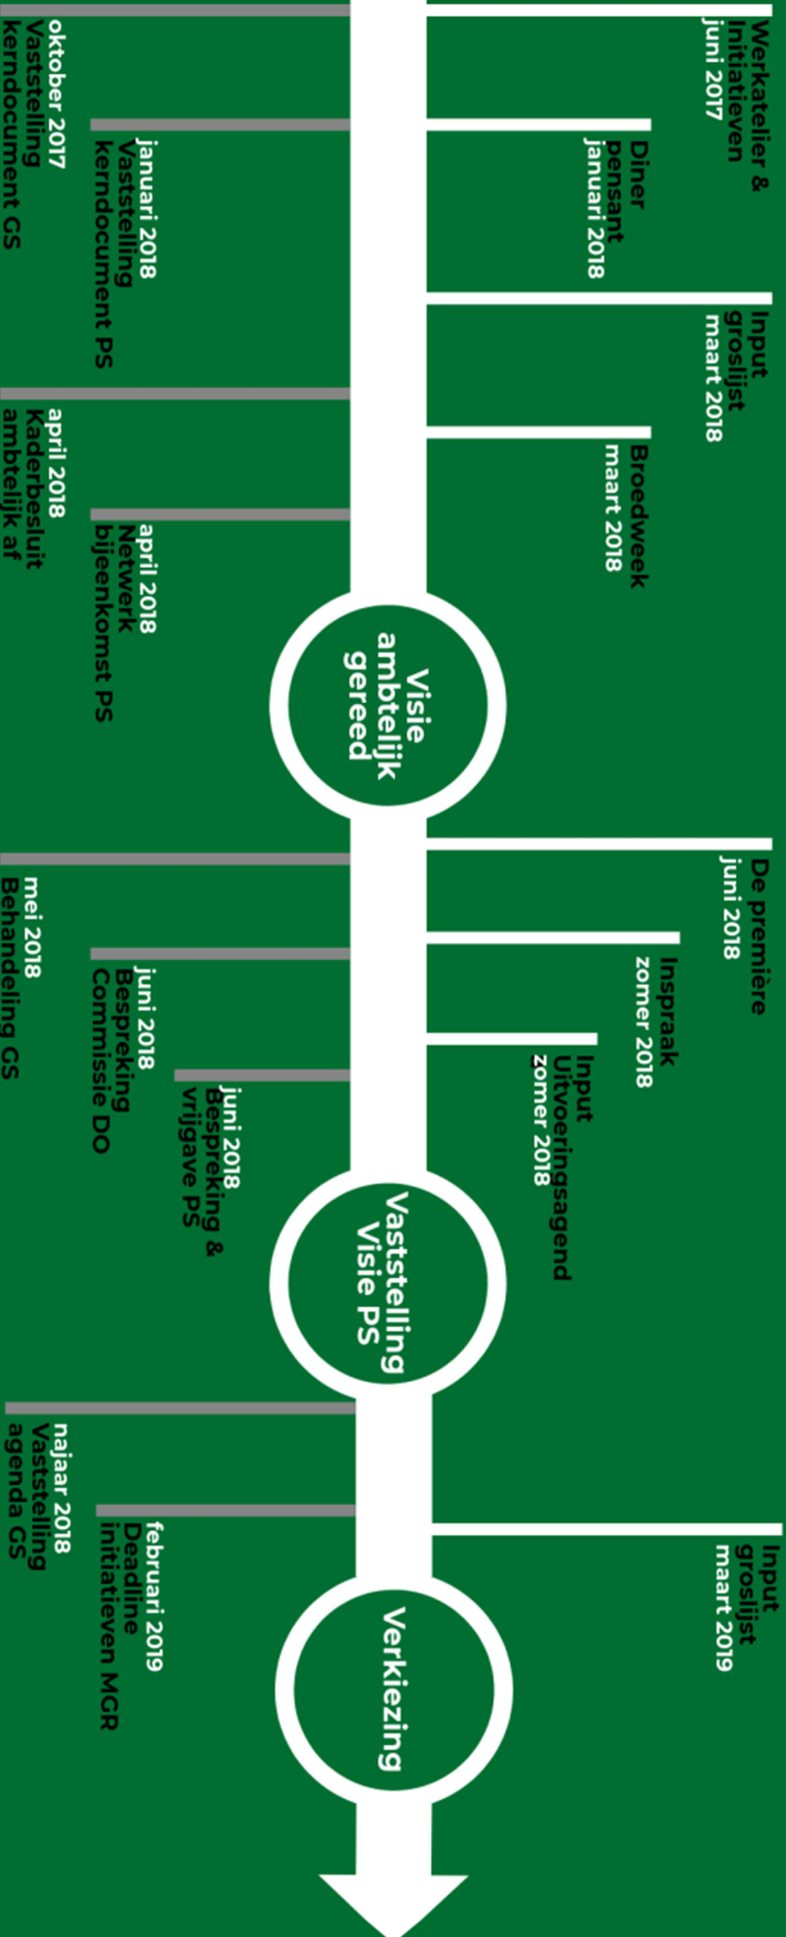 Werkatelier &
Initiatieven
juni 2017
Diner
pensant
januari 2018
Input
groslijst
maart 2018
Broedweek
maart 2018
oktober 2017
Vaststelling
kerndocument GS
januari 2018
Vaststelling
kerndocument PS
april 2018
Kaderbesluit
ambtelijk af
april 2018
Netwerk
bijeenkomst PS
Visie
ambtelijk
gereed
De première
juni 2018
Inspraak
zomer 2018
Input
Uitvoeringsagend
zomer 2018
mei 2018
Behandeling GS
juni 2018
Bespreking
Commissie DO
juni 2018
Bespreking &
vrijgave PS
Vaststelling
Visie PS
Input
groslijst
maart 2019
najaar 2018
Vaststelling
agenda GS
februari 2019
Deadline
initiatieven MGR
Verkiezing